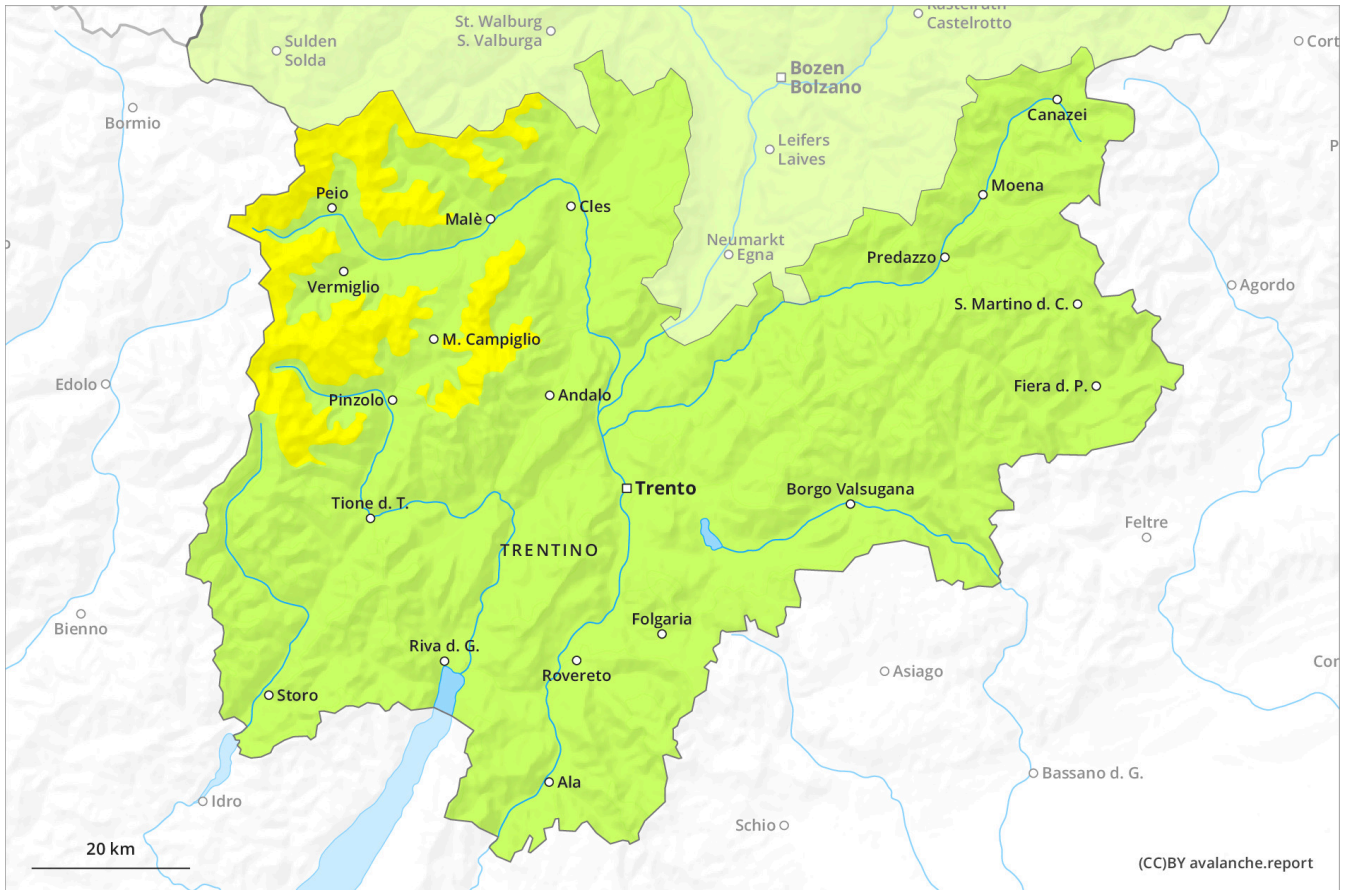 Kastelruth
Castelrotto
St. Walburg
S. Valburga
Sulden
Solda
Cort
Bozen
Bolzano
Bormio
Canazei
Leifers
Laives
Moena
Peio
Malè
Cles
Neumarkt
Egna
Predazzo
Vermiglio
Agordo
S. Martino d. C.
M. Campiglio
Edolo
Andalo
Fiera d. P.
Pinzolo
Trento
Borgo Valsugana
Tione d. T.
Feltre
TRENTINO
Bienno
Folgaria
Riva d. G.
Rovereto
Asiago
Storo
Bassano d. G.
Ala
Idro
Schio
20 km
(CC)BY avalanche.report